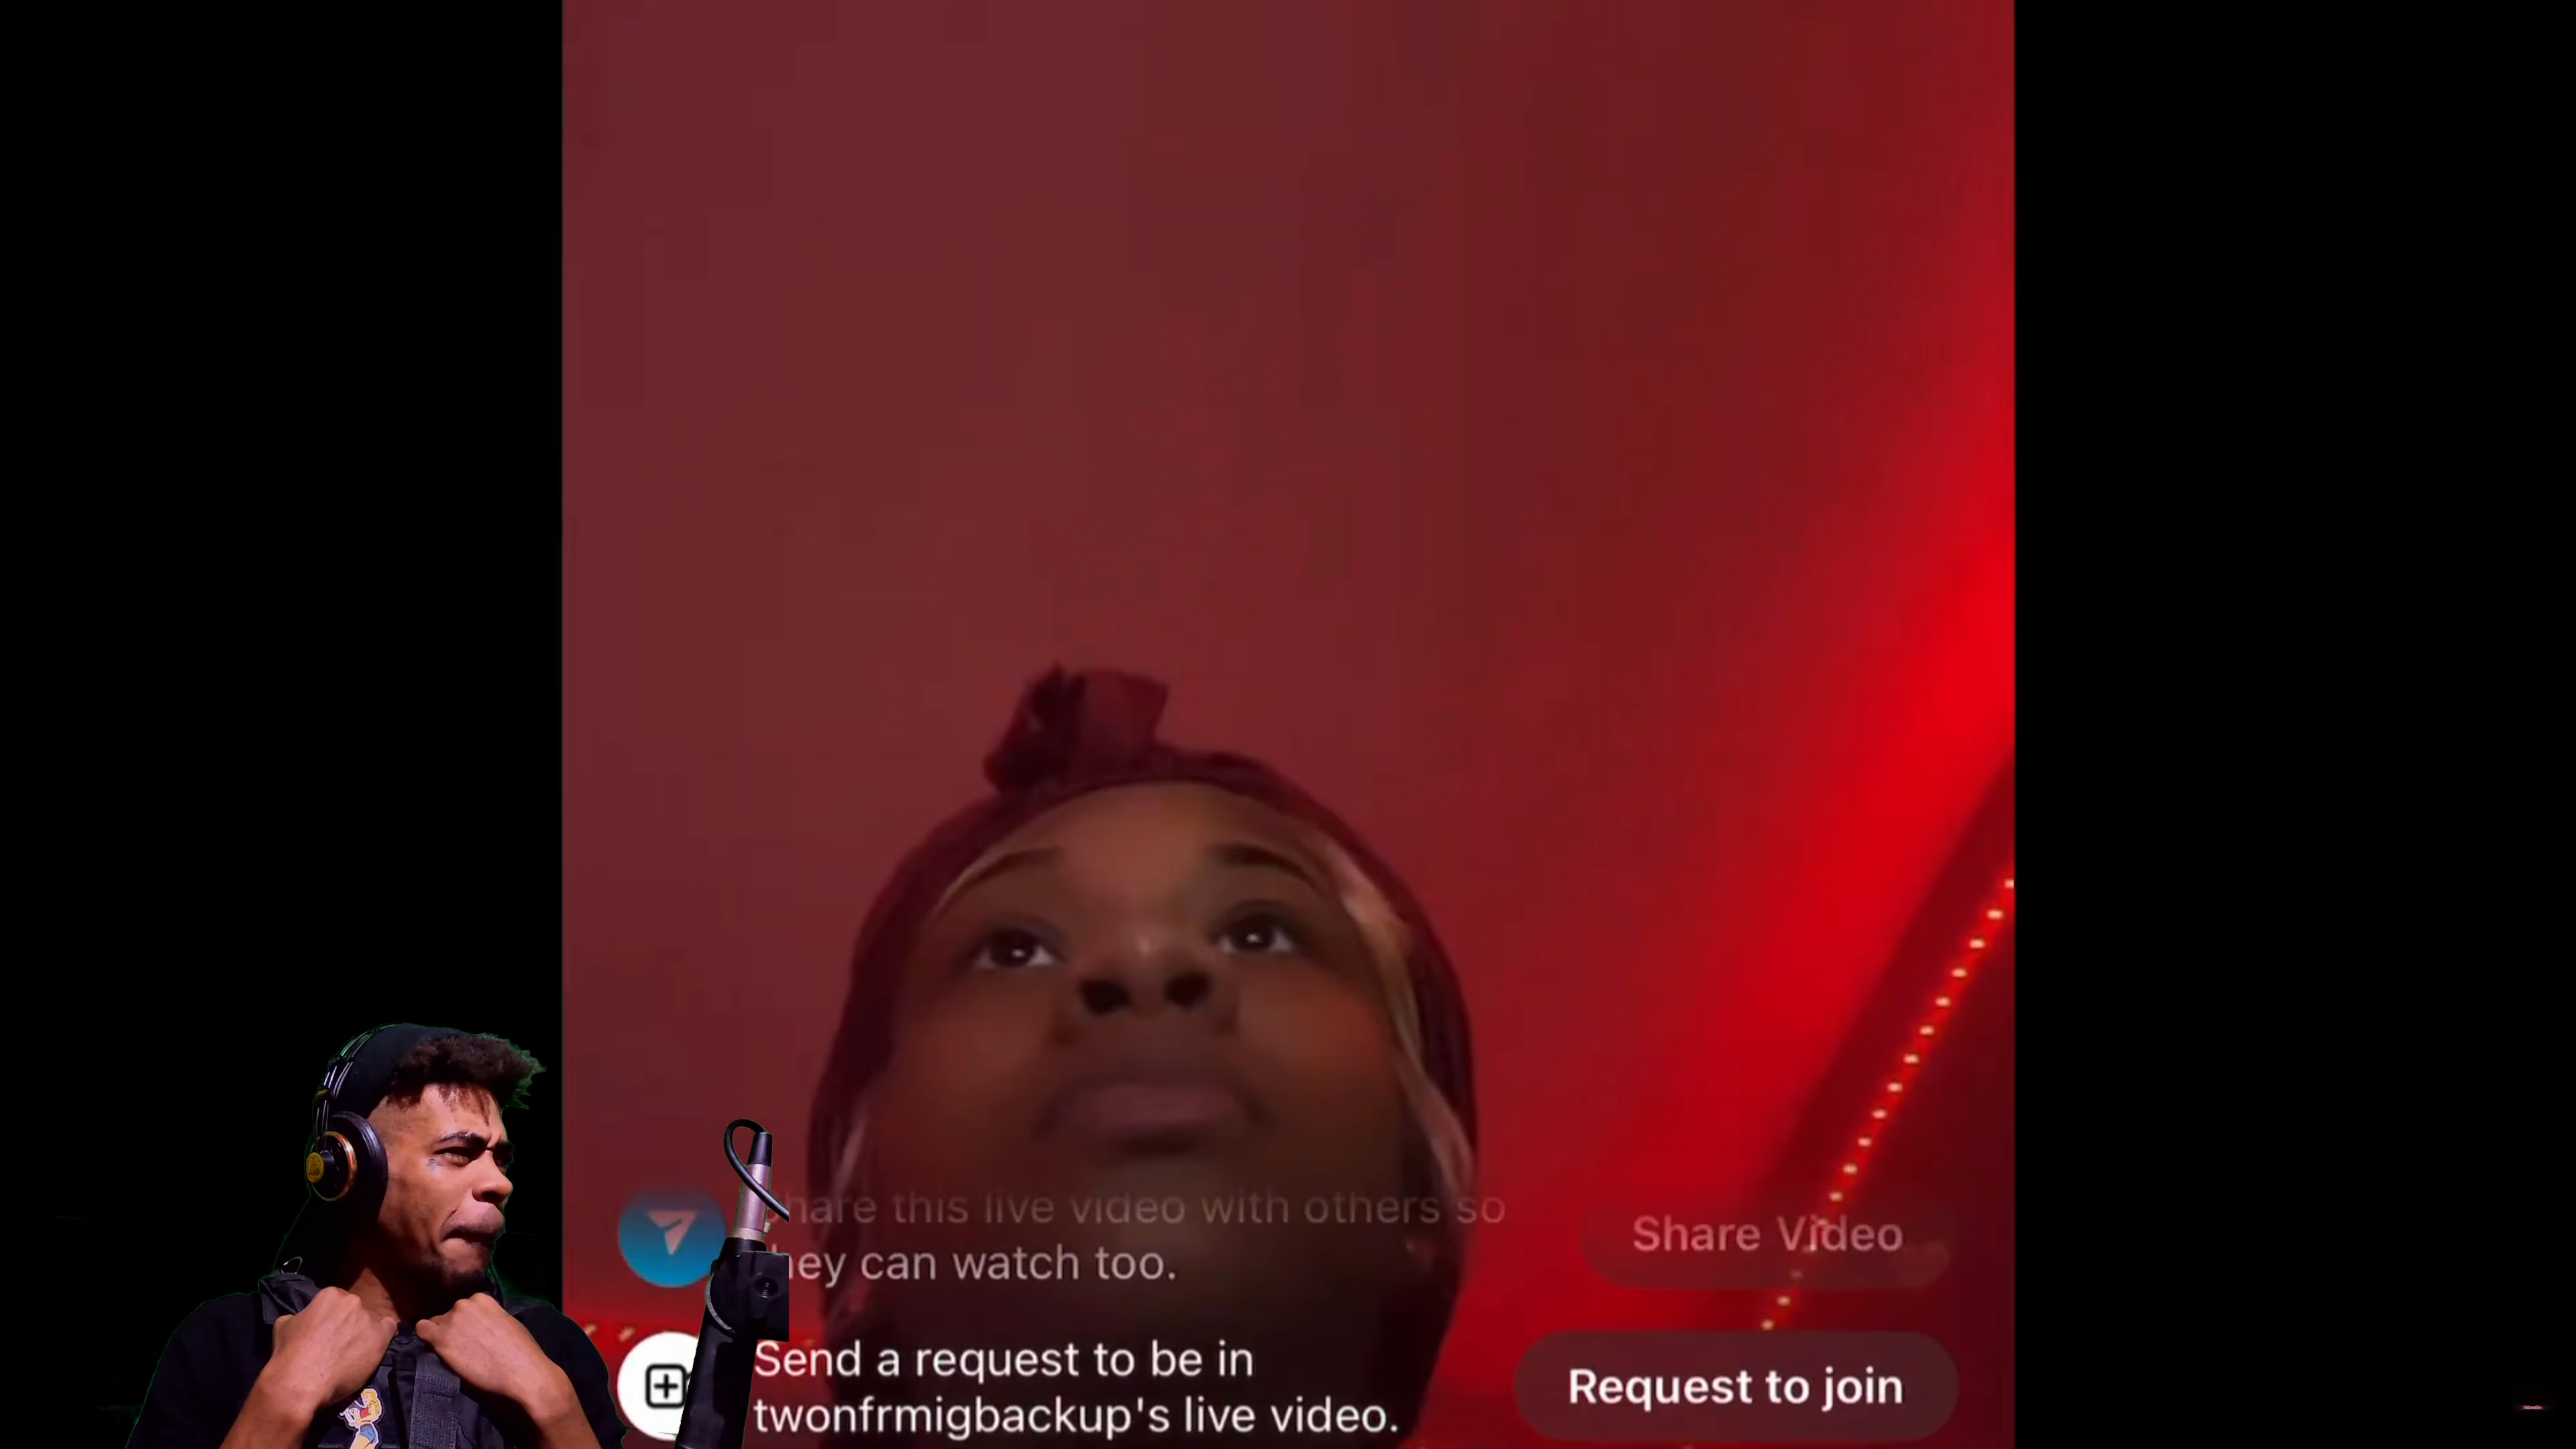 hare this live video with others so
hey can watch too.
Share Video
Send a request to be in
twonfrmigbackup's live video.
Request to join